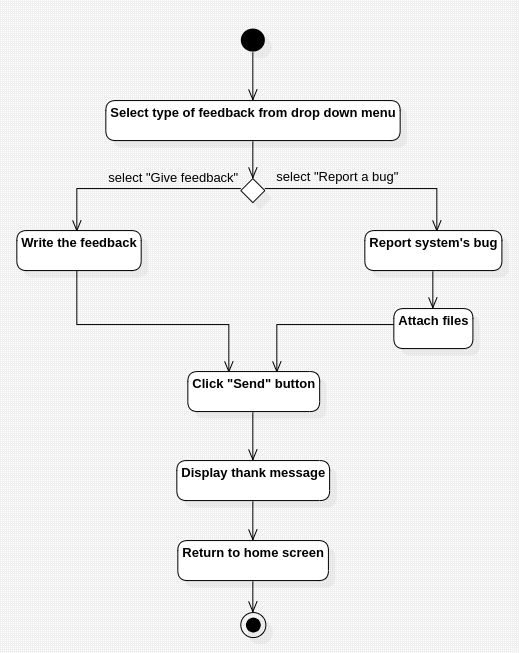 Select type of feedback from drop down menu
select "Give feedback"
select "Report a bug"
Write the feedback
Report system's bug
Attach files
Click "Send" button
Display thank message
Return to home screen